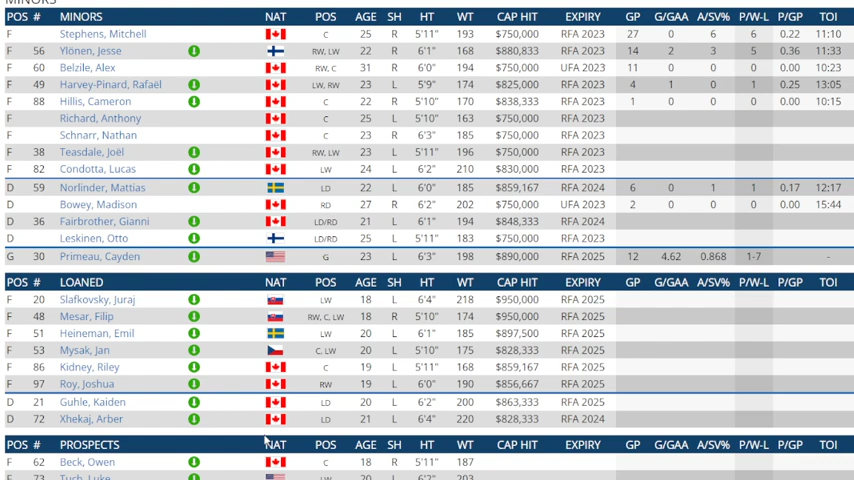 MINORS
POS # MINORS NAT POS AGE SH HT WT CAP HIT EXPIRY GP G/GAA A/SV% P/W-L P/GP TOI
F Stephens, Mitchell C 25 R 5'11" 193 $750,000 RFA 2023 27 0 6 6 0.22 11:10
F 56 Ylönen, Jesse RW, LW 22 R 6'1" 168 $880,833 RFA 2023 14 2 3 5 0.36 11:33
F 60 Belzile, Alex RW, C 31 R 6'0" 194 $750,000 UFA 2023 11 0 0 0 0.00 10:23
F 49 Harvey-Pinard, Rafaël LW, RW 23 L 5'9" 174 $825,000 RFA 2023 4 1 0 1 0.25 13:05
F 88 Hillis, Cameron C 22 R 5'10" 170 $838,333 RFA 2023 1 0 0 0 0.00 10:15
F Richard, Anthony C 25 L 5'10" 163 $750,000 RFA 2023
F Schnarr, Nathan C 23 R 6'3" 185 $750,000 RFA 2023
F 38 Teasdale, Joël RW, LW 23 L 5'11" 196 $750,000 RFA 2023
F 82 Condotta, Lucas LW 24 L 6'2" 210 $830,000 RFA 2023
D 59 Norlinder, Mattias LD 22 L 6'0" 185 $859,167 RFA 2024 6 0 1 1 0.17 12:17
D Bowey, Madison RD 27 R 6'2" 202 $750,000 UFA 2023 2 0 0 0 0.00 15:44
D 36 Fairbrother, Gianni LD/RD 21 L 6'1" 194 $848,333 RFA 2024
D Leskinen, Otto LD/RD 25 L 5'11" 183 $750,000 RFA 2023
G 30 Primeau, Cayden G 23 L 6'3" 198 $890,000 RFA 2025 12 4.62 0.868 1-7 -
POS # LOANED NAT POS AGE SH HT WT CAP HIT EXPIRY GP G/GAA A/SV% P/W-L P/GP TOI
F 20 Slafkovsky, Juraj LW 18 L 6'4" 218 $950,000 RFA 2025
F 48 Mesar, Filip RW, C, LW 18 R 5'10" 174 $950,000 RFA 2025
F 51 Heineman, Emil LW 20 L 6'1" 185 $897,500 RFA 2025
F 53 Mysak, Jan C, LW 20 L 5'10" 175 $828,333 RFA 2025
F 86 Kidney, Riley C 19 L 5'11" 168 $859,167 RFA 2025
F 97 Roy, Joshua RW 19 L 6'0" 190 $856,667 RFA 2025
D 21 Guhle, Kaiden LD 20 L 6'2" 200 $863,333 RFA 2025
D 72 Xhekaj, Arber LD 21 L 6'4" 220 $828,333 RFA 2024
POS # PROSPECTS NAT POS AGE SH HT WT CAP HIT EXPIRY GP G/GAA A/SV% P/W-L P/GP TOI
F 62 Beck, Owen C 18 R 5'11" 187
F 73 Tuch, Luke LW 20 L 6'2" 203